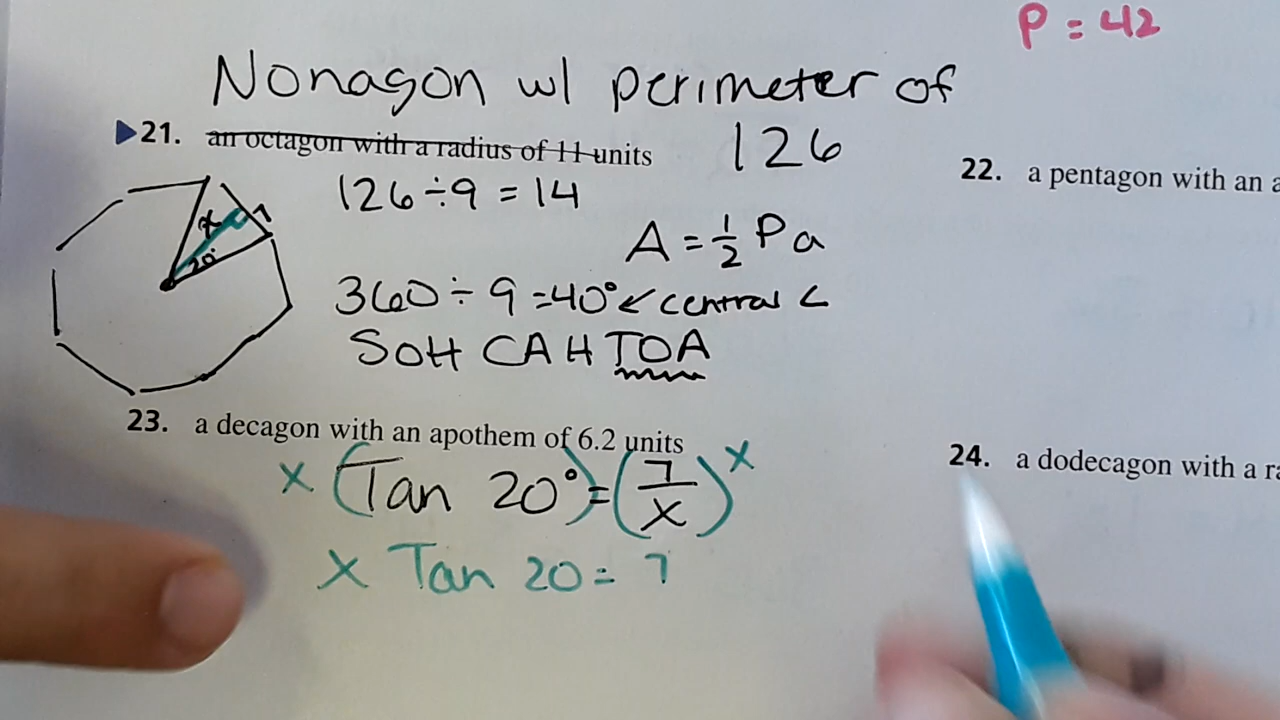 P = 42
Nonagon w/ perimeter of
126
21. an octagon with a radius of 11 units
22. a pentagon with an a
126 ÷ 9 = 14
A = 1/2 Pa
x 7
20°
360 ÷ 9 = 40° ← central <
SOH CAH TOA
23. a decagon with an apothem of 6.2 units
24. a dodecagon with a ra
x (Tan 20°) = (7/x) x
x Tan 20 = 7